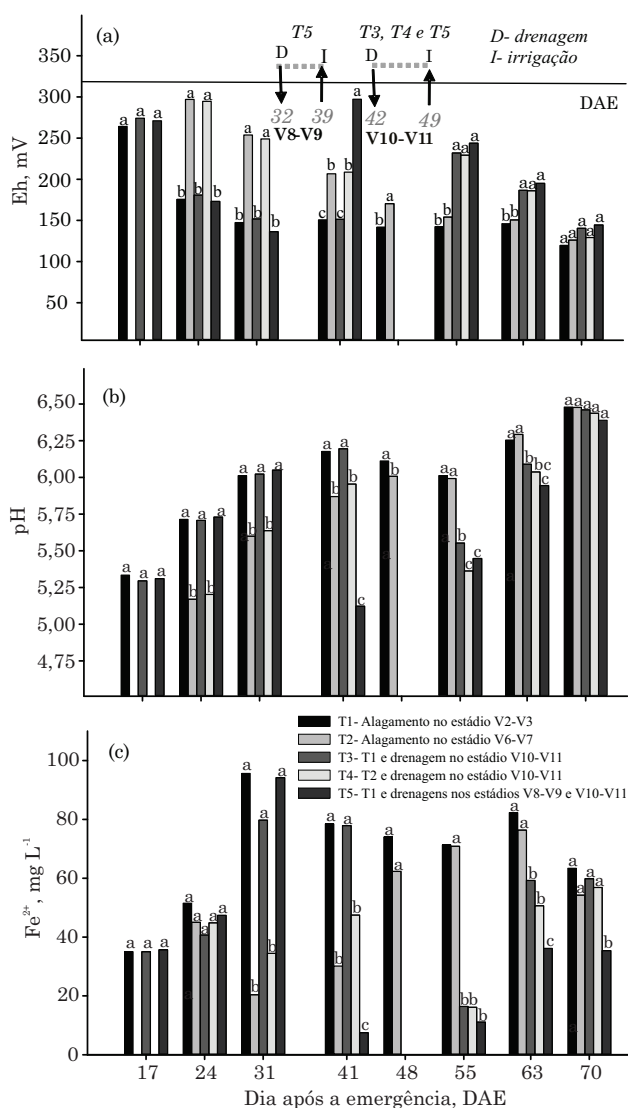 (a)
T5
T3, T4 e T5
D- drenagem
I- irrigação
D
I
D
I
DAE
32
39
42
49
V8-V9
V10-V11
Eh, mV
300
250
200
150
100
50
a a a
b a b a b
b a b a b
c b c b a
b a
b b a a a
b b a a a
a a a a a
(b)
pH
6,50
6,25
6,00
5,75
5,50
5,25
5,00
4,75
a a a
a b a b a
a b a b a
a b a b c
a b
a a b c c
a a b bc c
a a a a a
(c)
T1- Alagamento no estádio V2-V3
T2- Alagamento no estádio V6-V7
T3- T1 e drenagem no estádio V10-V11
T4- T2 e drenagem no estádio V10-V11
T5- T1 e drenagens nos estádios V8-V9 e V10-V11
Fe²⁺, mg L⁻¹
100
80
60
40
20
0
a a a
a a a a a
a b a b a
a b a b c
a a
a a b b b
a a b b c
a a a a b
17 24 31 41 48 55 63 70
Dia após a emergência, DAE